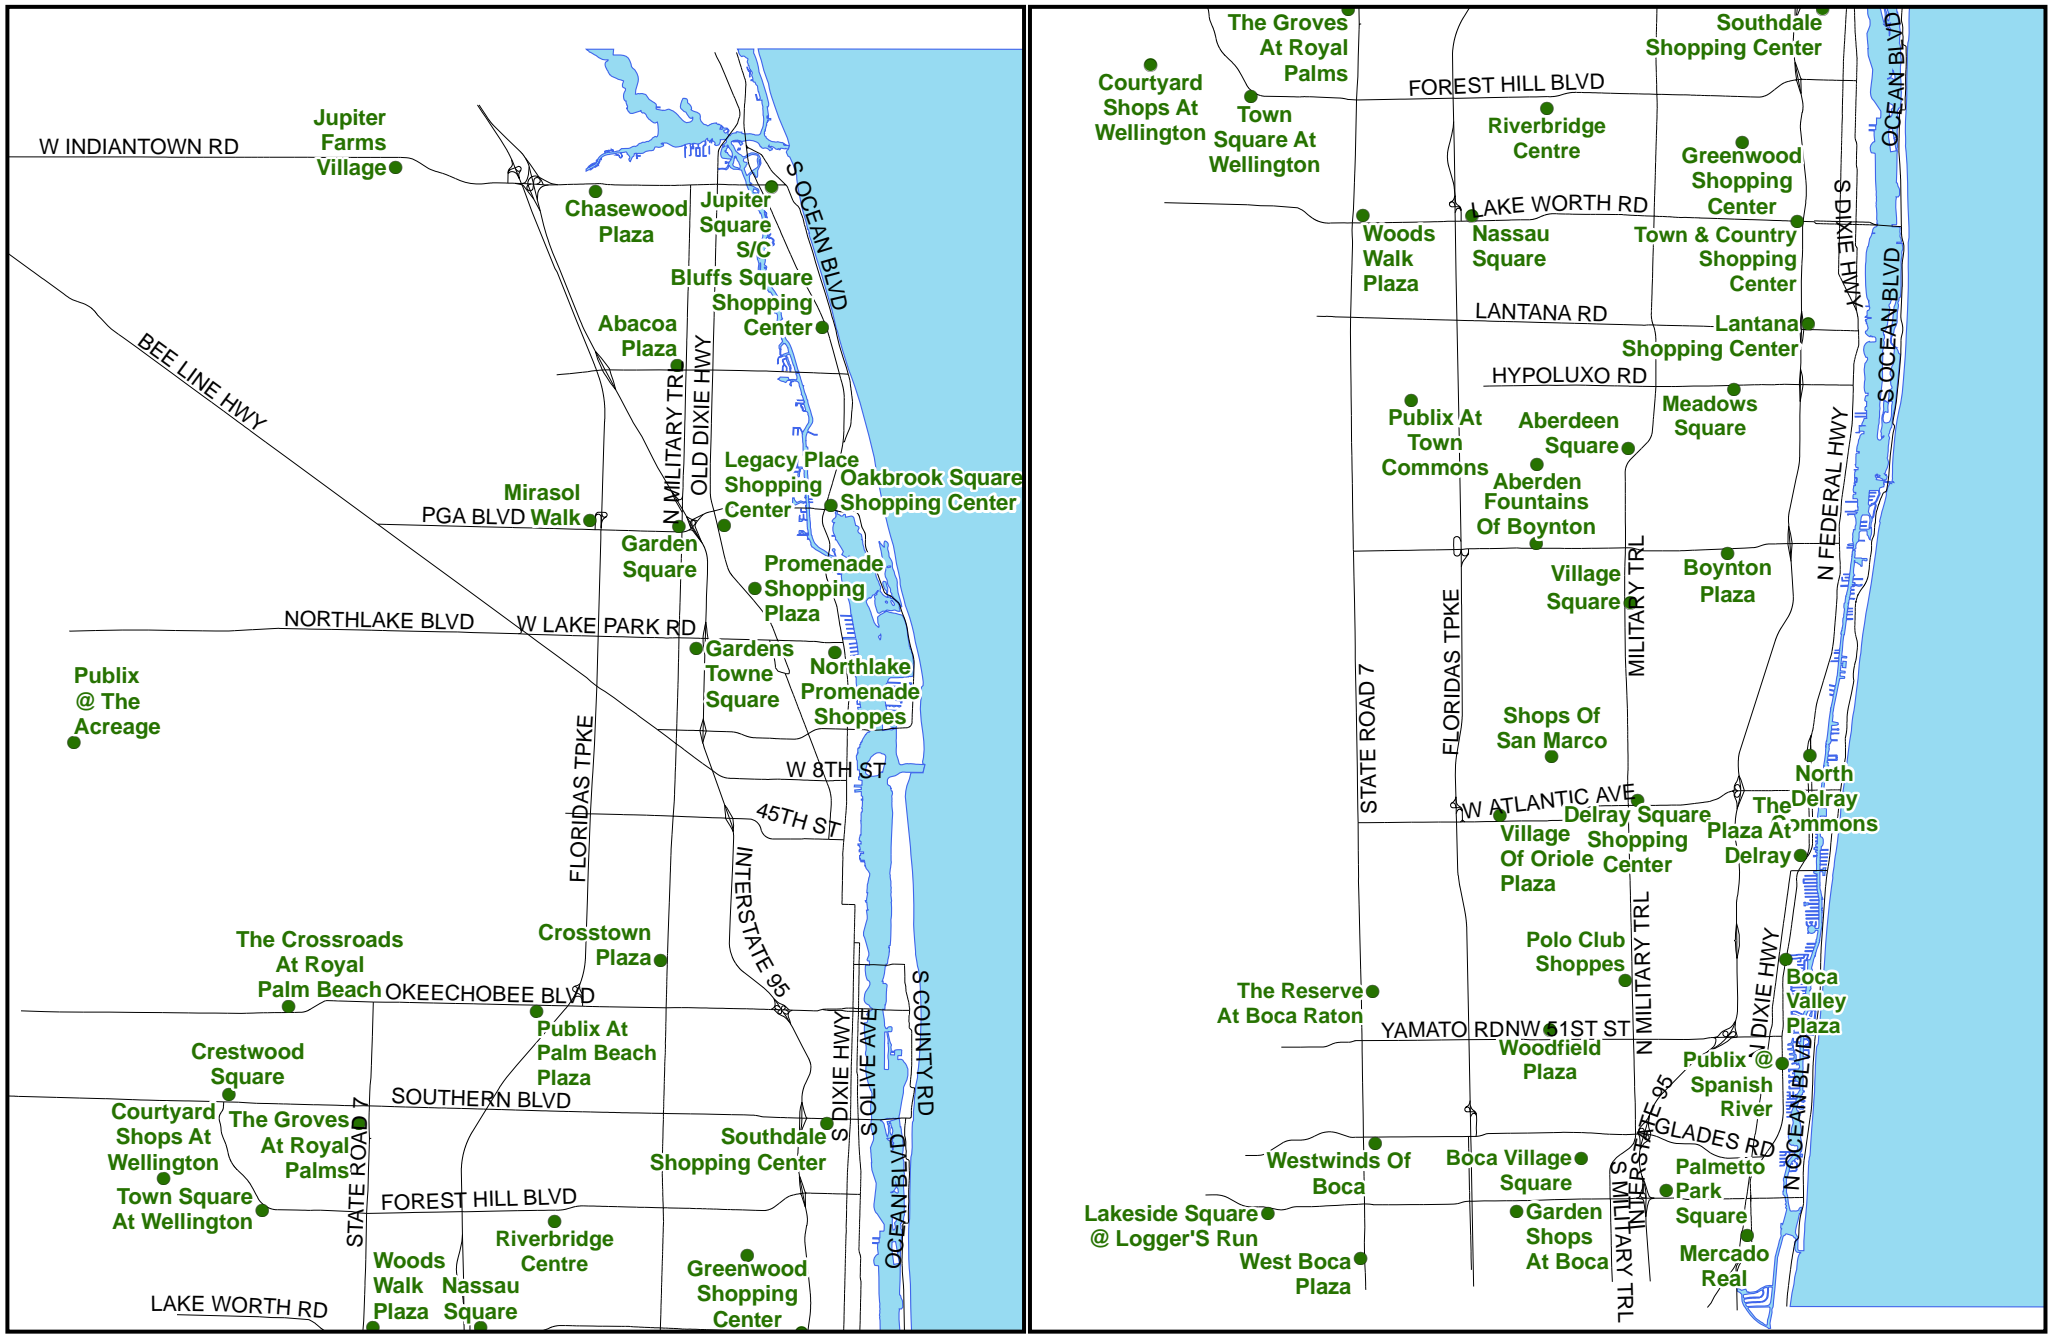 Jupiter
Farms
Village
W INDIANTOWN RD
Chasewood
Plaza
Jupiter
Square
S/C
S OCEAN BLVD
Bluffs Square
Shopping
Center
Abacoa
Plaza
BEE LINE HWY
N MILITARY TRL
OLD DIXIE HWY
Legacy Place
Shopping
Center
Oakbrook Square
Shopping Center
Mirasol
Walk
PGA BLVD
Garden
Square
Promenade
Shopping
Plaza
NORTHLAKE BLVD
W LAKE PARK RD
Gardens
Towne
Square
Northlake
Promenade
Shoppes
Publix
@ The
Acreage
FLORIDAS TPKE
W 8TH ST
45TH ST
INTERSTATE 95
Crosstown
Plaza
The Crossroads
At Royal
Palm Beach
OKEECHOBEE BLVD
Publix At
Palm Beach
Plaza
S COUNTY RD
S DIXIE HWY
S OLIVE AVE
Crestwood
Square
SOUTHERN BLVD
Courtyard
Shops At
Wellington
The Groves
At Royal
Palms
STATE ROAD 7
Southdale
Shopping Center
Town Square
At Wellington
FOREST HILL BLVD
OCEAN BLVD
Riverbridge
Centre
Woods
Walk
Plaza
Nassau
Square
Greenwood
Shopping
Center
LAKE WORTH RD
The Groves
At Royal
Palms
Southdale
Shopping Center
OCEAN BLVD
Courtyard
Shops At
Wellington
Town
Square At
Wellington
FOREST HILL BLVD
Riverbridge
Centre
Greenwood
Shopping
Center
S DIXIE HWY
LAKE WORTH RD
Woods
Walk
Plaza
Nassau
Square
Town & Country
Shopping
Center
S OCEAN BLVD
LANTANA RD
Lantana
Shopping Center
HYPOLUXO RD
Meadows
Square
Publix At
Town
Commons
Aberdeen
Square
Aberden
Fountains
Of Boynton
N FEDERAL HWY
Boynton
Plaza
Village
Square
MILITARY TRL
FLORIDAS TPKE
STATE ROAD 7
Shops Of
San Marco
North
Delray
Commons
W ATLANTIC AVE
Village
Of Oriole
Plaza
Delray Square
Shopping
Center
The
Plaza At
Delray
Polo Club
Shoppes
N MILITARY TRL
N DIXIE HWY
Boca
Valley
Plaza
The Reserve
At Boca Raton
YAMATO RD
NW 51ST ST
Woodfield
Plaza
Publix @
Spanish
River
N OCEAN BLVD
INTERSTATE 95
GLADES RD
Westwinds Of
Boca
Boca Village
Square
Palmetto
Park
Square
INTERSTATE 95
S MILITARY TRL
Lakeside Square
@ Logger'S Run
Garden
Shops
At Boca
West Boca
Plaza
Mercado
Real